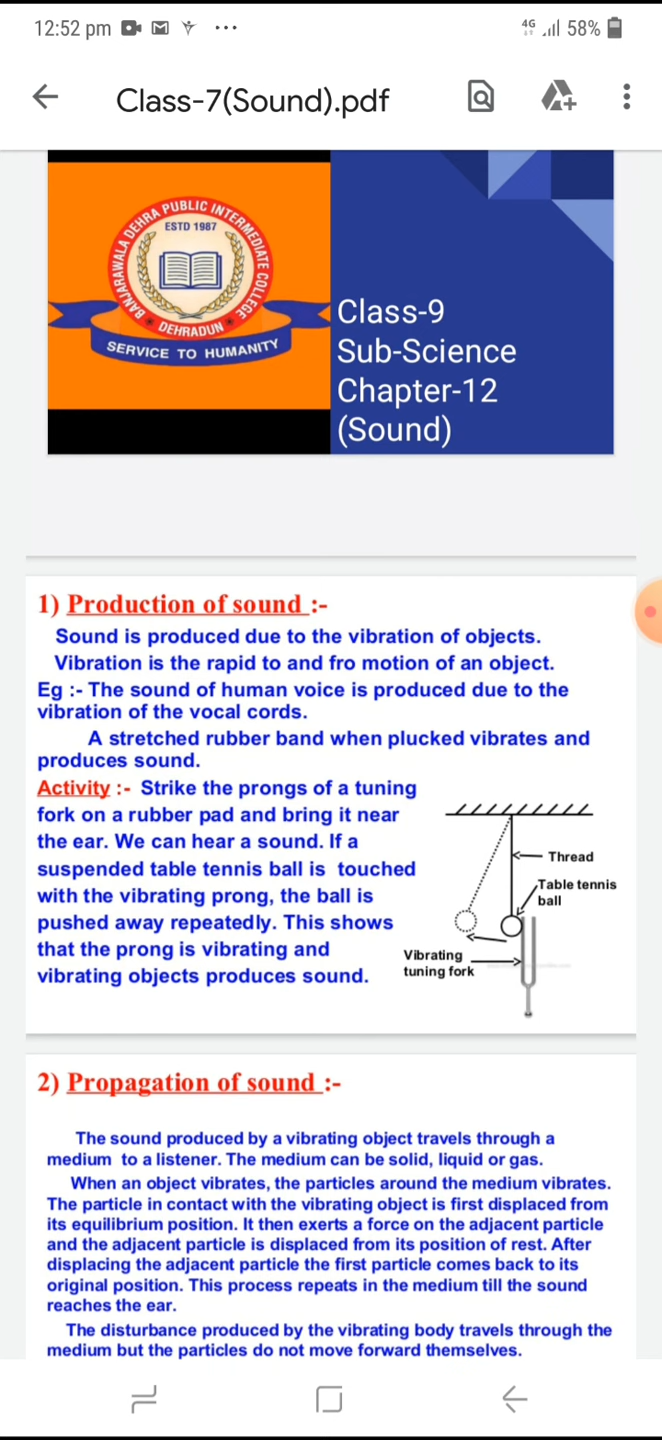 12:52 pm M ...
4G 58%
Class-7(Sound).pdf
BANJARAWALA DEHRA PUBLIC INTERMEDIATE COLLEGE
ESTD 1987
DEHRADUN
SERVICE TO HUMANITY
Class-9
Sub-Science
Chapter-12
(Sound)
1) Production of sound :-
Sound is produced due to the vibration of objects.
Vibration is the rapid to and fro motion of an object.
Eg :- The sound of human voice is produced due to the
vibration of the vocal cords.
A stretched rubber band when plucked vibrates and
produces sound.
Activity :- Strike the prongs of a tuning
fork on a rubber pad and bring it near
the ear. We can hear a sound. If a
suspended table tennis ball is touched
with the vibrating prong, the ball is
pushed away repeatedly. This shows
that the prong is vibrating and
vibrating objects produces sound.
Thread
Table tennis
ball
Vibrating
tuning fork
2) Propagation of sound :-
The sound produced by a vibrating object travels through a
medium to a listener. The medium can be solid, liquid or gas.
When an object vibrates, the particles around the medium vibrates.
The particle in contact with the vibrating object is first displaced from
its equilibrium position. It then exerts a force on the adjacent particle
and the adjacent particle is displaced from its position of rest. After
displacing the adjacent particle the first particle comes back to its
original position. This process repeats in the medium till the sound
reaches the ear.
The disturbance produced by the vibrating body travels through the
medium but the particles do not move forward themselves.